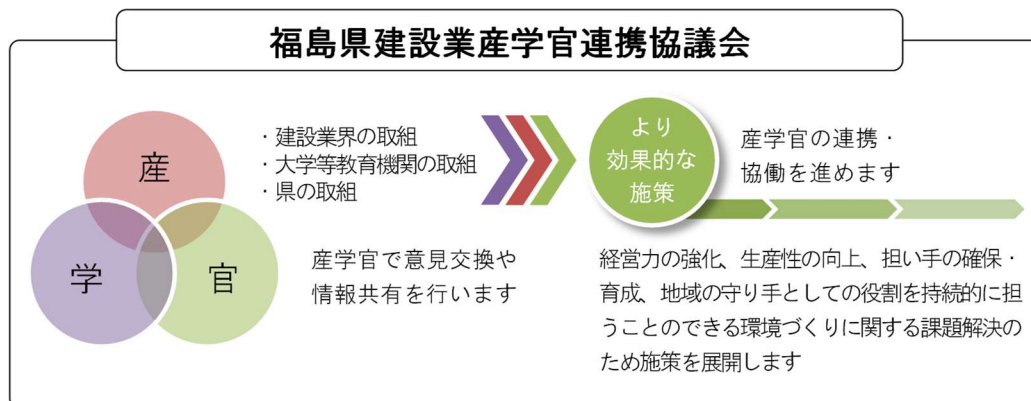 福島県建設業産学官連携協議会
産
学
官
・建設業界の取組
・大学等教育機関の取組
・県の取組
産学官で意見交換や
情報共有を行います
より
効果的な
施策
産学官の連携・
協働を進めます
経営力の強化、生産性の向上、担い手の確保・
育成、地域の守り手としての役割を持続的に担
うことのできる環境づくりに関する課題解決の
ため施策を展開します